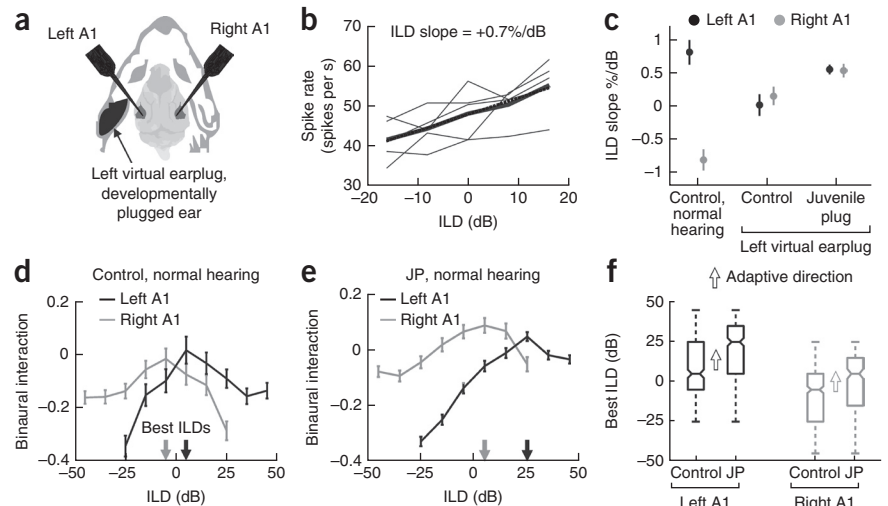 a
Left A1
Right A1
Left virtual earplug,
developmentally
plugged ear
b
ILD slope = +0.7%/dB
Spike rate
(spikes per s)
70
60
50
40
30
−20
−10
0
10
20
ILD (dB)
c
Left A1
Right A1
ILD slope %/dB
1
0.5
0
−0.5
−1
Control,
normal
hearing
Control
Juvenile
plug
Left virtual earplug
d
Control, normal hearing
Left A1
Right A1
Binaural interaction
0.2
0
−0.2
−0.4
Best ILDs
−50
−25
0
25
50
ILD (dB)
e
JP, normal hearing
Left A1
Right A1
Binaural interaction
0.2
0
−0.2
−0.4
−50
−25
0
25
50
ILD (dB)
f
Adaptive direction
Best ILD (dB)
50
25
0
−25
−50
Control JP
Control JP
Left A1
Right A1